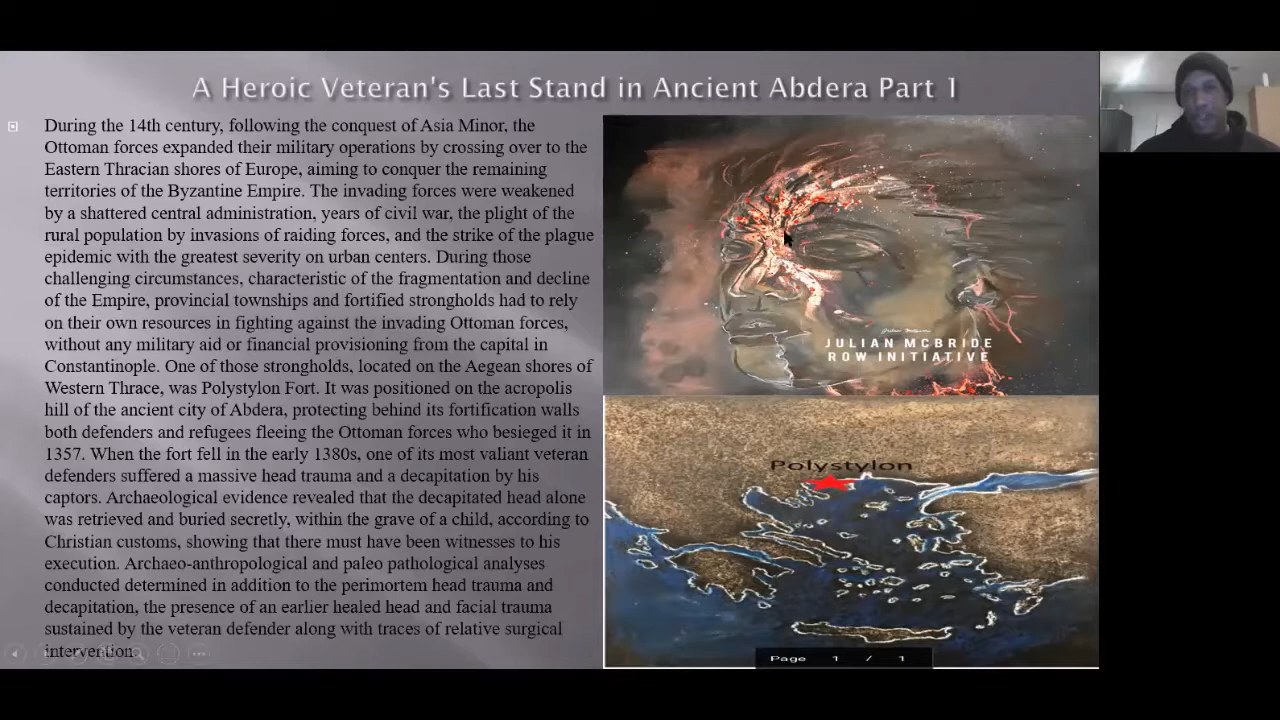 A Heroic Veteran's Last Stand in Ancient Abdera Part 1
During the 14th century, following the conquest of Asia Minor, the
Ottoman forces expanded their military operations by crossing over to the
Eastern Thracian shores of Europe, aiming to conquer the remaining
territories of the Byzantine Empire. The invading forces were weakened
by a shattered central administration, years of civil war, the plight of the
rural population by invasions of raiding forces, and the strike of the plague
epidemic with the greatest severity on urban centers. During those
challenging circumstances, characteristic of the fragmentation and decline
of the Empire, provincial townships and fortified strongholds had to rely
on their own resources in fighting against the invading Ottoman forces,
without any military aid or financial provisioning from the capital in
Constantinople. One of those strongholds, located on the Aegean shores of
Western Thrace, was Polystylon Fort. It was positioned on the acropolis
hill of the ancient city of Abdera, protecting behind its fortification walls
both defenders and refugees fleeing the Ottoman forces who besieged it in
1357. When the fort fell in the early 1380s, one of its most valiant veteran
defenders suffered a massive head trauma and a decapitation by his
captors. Archaeological evidence revealed that the decapitated head alone
was retrieved and buried secretly, within the grave of a child, according to
Christian customs, showing that there must have been witnesses to his
execution. Archaeo-anthropological and paleo pathological analyses
conducted determined in addition to the perimortem head trauma and
decapitation, the presence of an earlier healed head and facial trauma
sustained by the veteran defender along with traces of relative surgical
intervention.
JULIAN MCBRIDE
ROW INITIATIVE
Polystylon
Page 1 / 1